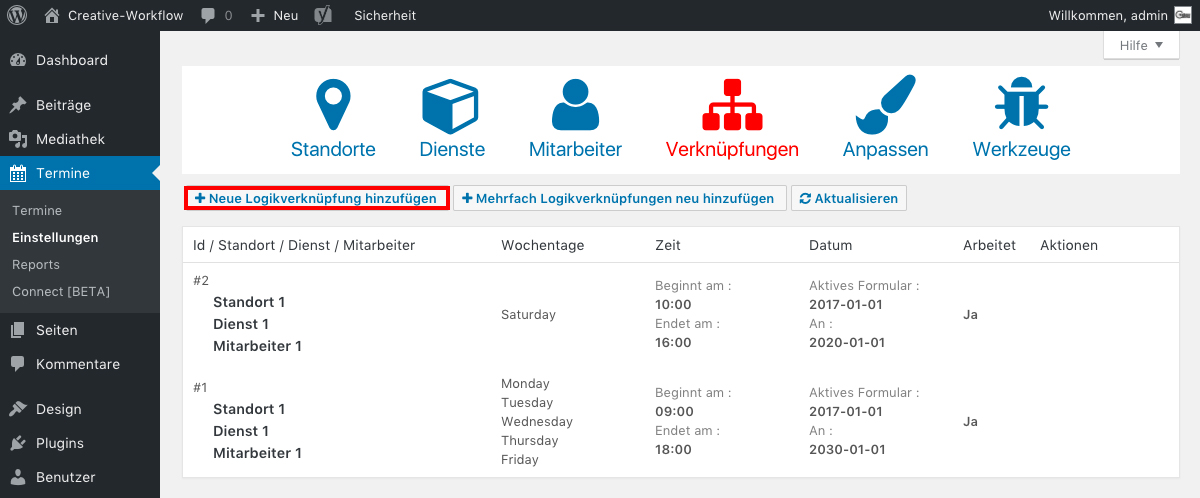 Creative-Workflow 0 Neu Sicherheit Willkommen, admin
Hilfe
Dashboard
Beiträge
Mediathek
Termine
Termine
Einstellungen
Reports
Connect [BETA]
Seiten
Kommentare
Design
Plugins
Benutzer
Standorte Dienste Mitarbeiter Verknüpfungen Anpassen Werkzeuge
Neue Logikverknüpfung hinzufügen Mehrfach Logikverknüpfungen neu hinzufügen Aktualisieren
Id / Standort / Dienst / Mitarbeiter Wochentage Zeit Datum Arbeitet Aktionen
#2
Standort 1
Dienst 1
Mitarbeiter 1
Saturday
Beginnt am :
10:00
Endet am :
16:00
Aktives Formular :
2017-01-01
An :
2020-01-01
Ja
#1
Standort 1
Dienst 1
Mitarbeiter 1
Monday
Tuesday
Wednesday
Thursday
Friday
Beginnt am :
09:00
Endet am :
18:00
Aktives Formular :
2017-01-01
An :
2030-01-01
Ja